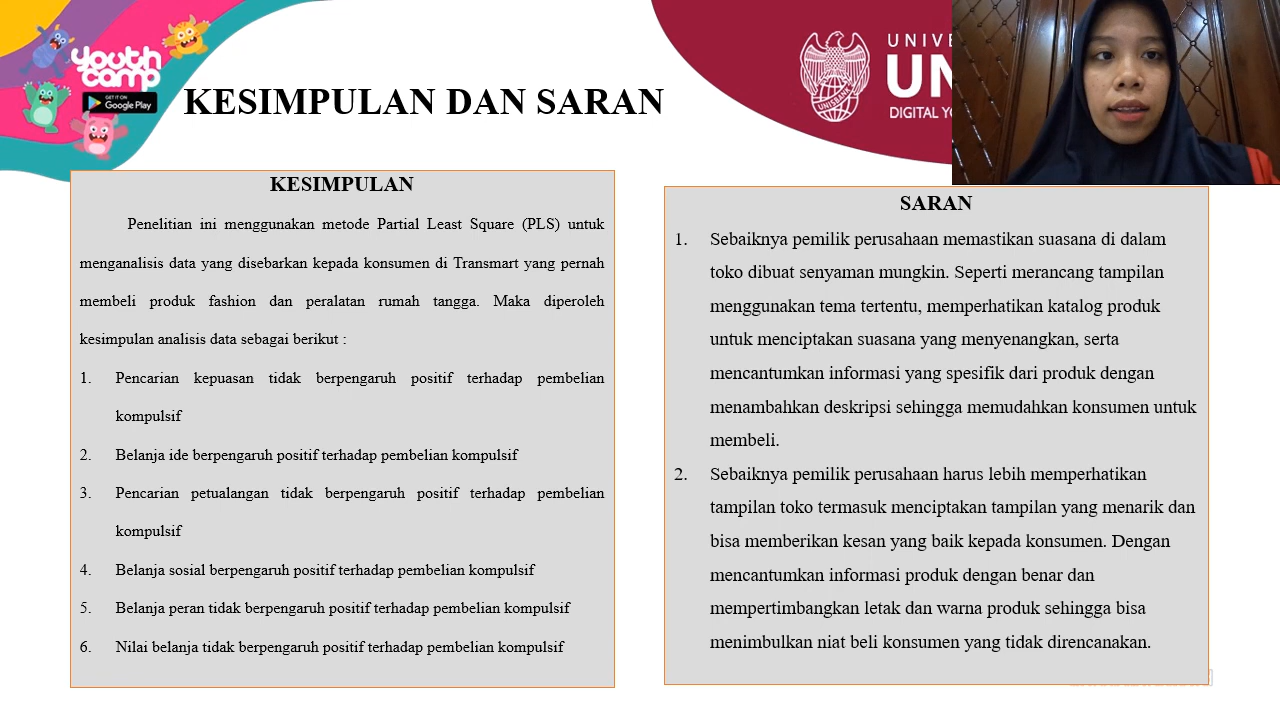 Youth
Camp
GET IT ON
Google Play
KESIMPULAN DAN SARAN
UNISBANK
UNIVE
UN
DIGITAL YO
KESIMPULAN
Penelitian ini menggunakan metode Partial Least Square (PLS) untuk
menganalisis data yang disebarkan kepada konsumen di Transmart yang pernah
membeli produk fashion dan peralatan rumah tangga. Maka diperoleh
kesimpulan analisis data sebagai berikut :
1. Pencarian kepuasan tidak berpengaruh positif terhadap pembelian
kompulsif
2. Belanja ide berpengaruh positif terhadap pembelian kompulsif
3. Pencarian petualangan tidak berpengaruh positif terhadap pembelian
kompulsif
4. Belanja sosial berpengaruh positif terhadap pembelian kompulsif
5. Belanja peran tidak berpengaruh positif terhadap pembelian kompulsif
6. Nilai belanja tidak berpengaruh positif terhadap pembelian kompulsif
SARAN
1. Sebaiknya pemilik perusahaan memastikan suasana di dalam
toko dibuat senyaman mungkin. Seperti merancang tampilan
menggunakan tema tertentu, memperhatikan katalog produk
untuk menciptakan suasana yang menyenangkan, serta
mencantumkan informasi yang spesifik dari produk dengan
menambahkan deskripsi sehingga memudahkan konsumen untuk
membeli.
2. Sebaiknya pemilik perusahaan harus lebih memperhatikan
tampilan toko termasuk menciptakan tampilan yang menarik dan
bisa memberikan kesan yang baik kepada konsumen. Dengan
mencantumkan informasi produk dengan benar dan
mempertimbangkan letak dan warna produk sehingga bisa
menimbulkan niat beli konsumen yang tidak direncanakan.